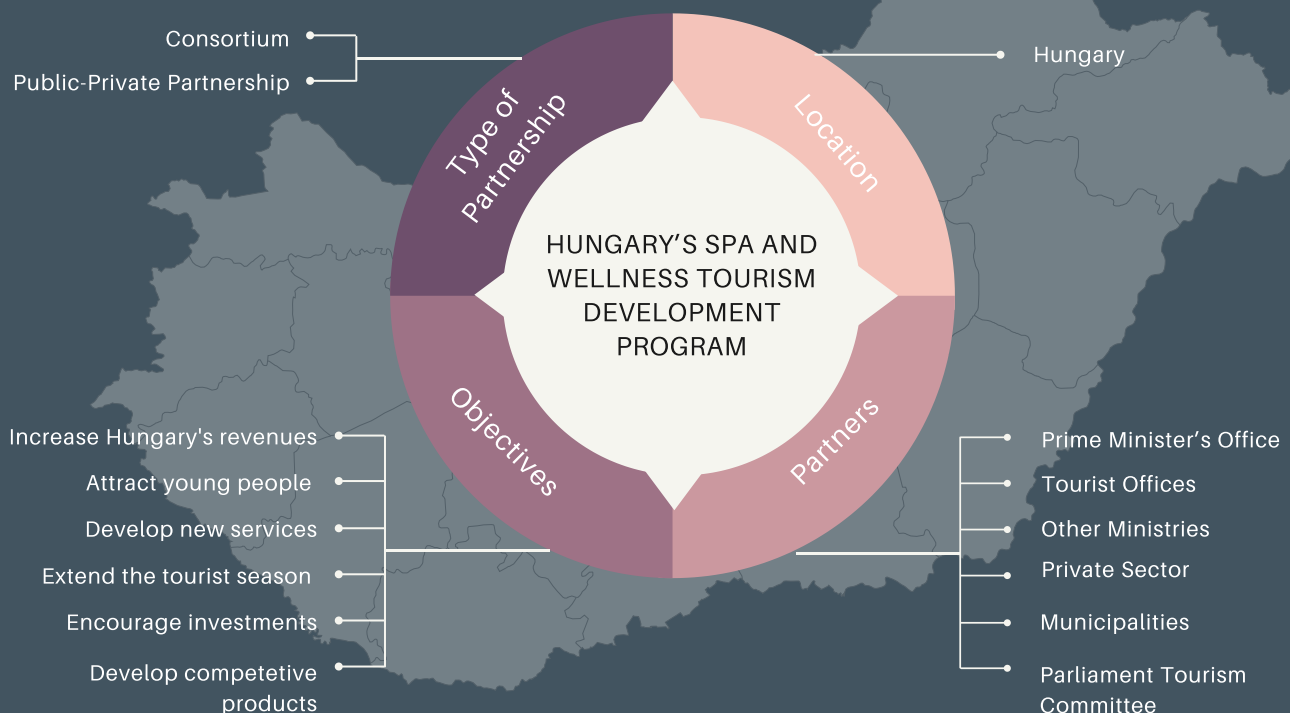 Consortium
Public-Private Partnership
Type of
Partnership
Location
Hungary
HUNGARY’S SPA AND
WELLNESS TOURISM
DEVELOPMENT
PROGRAM
Objectives
Increase Hungary's revenues
Attract young people
Develop new services
Extend the tourist season
Encourage investments
Develop competetive
products
Partners
Prime Minister’s Office
Tourist Offices
Other Ministries
Private Sector
Municipalities
Parliament Tourism
Committee